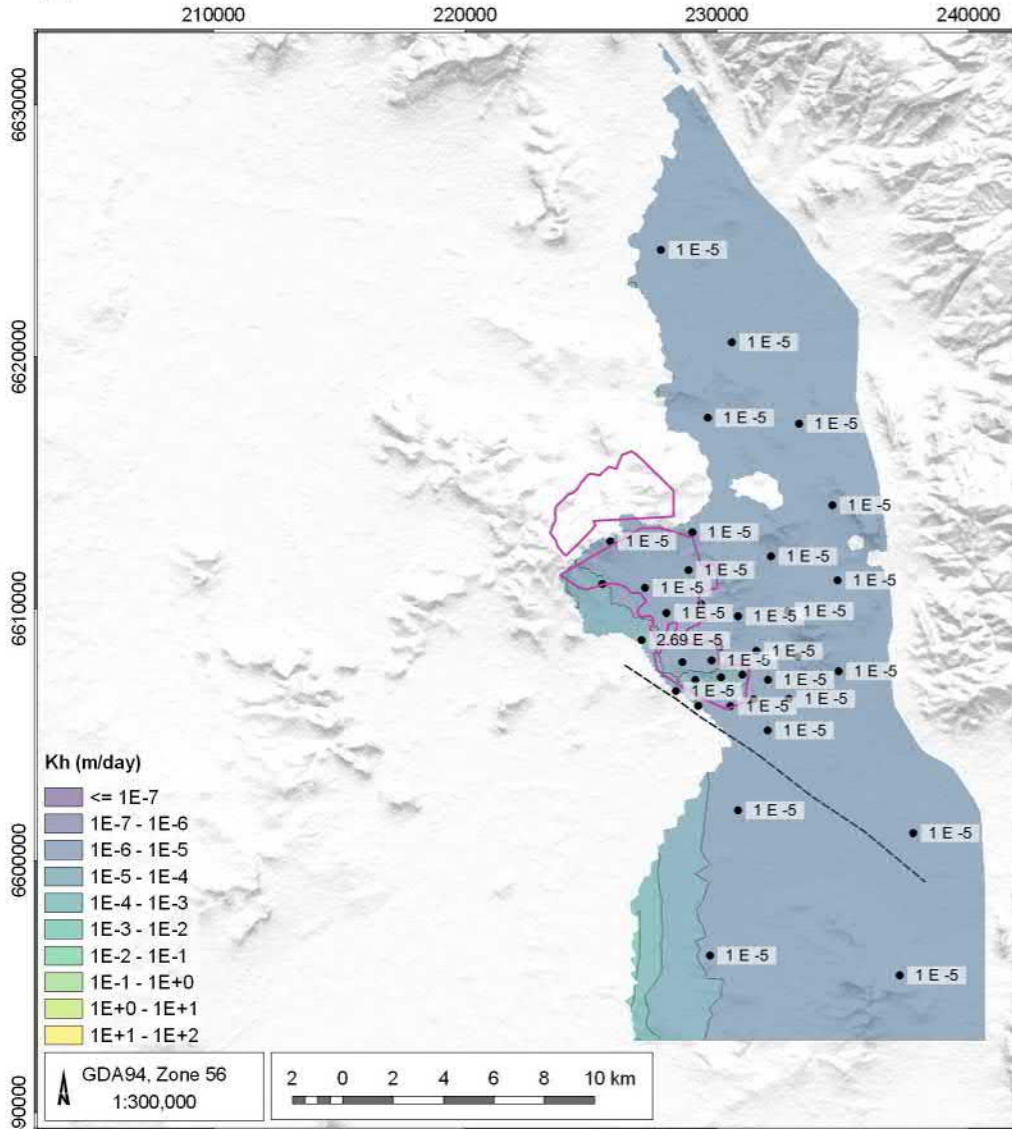 210000 220000 230000 240000
6630000
1 E -5
1 E -5
6620000
1 E -5
1 E -5
1 E -5
1 E -5
1 E -5
1 E -5
1 E -5
1 E -5
1 E -5
6610000
1 E -5
1 E -5
1 E -5
2.69 E -5
1 E -5
1 E -5
1 E -5
1 E -5
1 E -5
1 E -5
1 E -5
1 E -5
Kh (m/day)
<= 1E-7
1E-7 - 1E-6
1E-6 - 1E-5
1E-5 - 1E-4
1E-4 - 1E-3
1E-3 - 1E-2
1E-2 - 1E-1
1E-1 - 1E+0
1E+0 - 1E+1
1E+1 - 1E+2
1 E -5
1 E -5
6600000
1 E -5
1 E -5
GDA94, Zone 56
1:300,000
2 0 2 4 6 8 10 km
90000